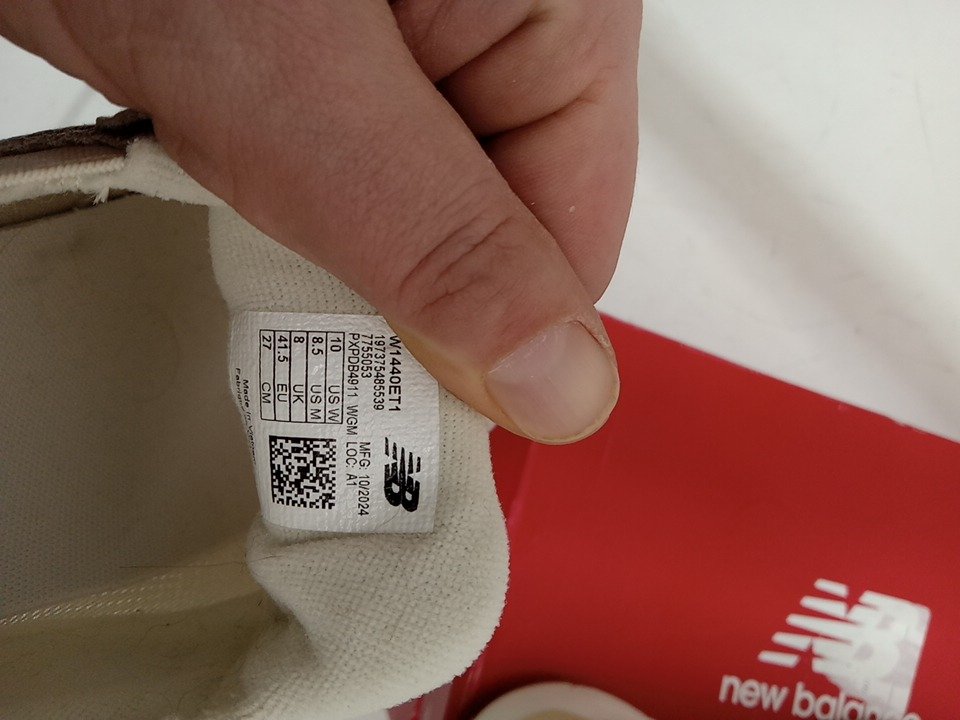 W1440ET1
197375485539
7755053
PXPDB4911 WGM
MFG: 10/2024
LOC: A1
10 US W
8.5 US M
8 UK
41.5 EU
27 CM
Made in Vietnam
NB
new balance